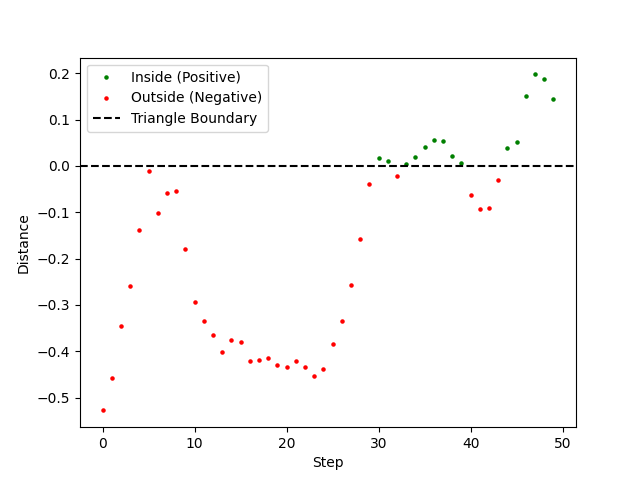 Inside (Positive)
Outside (Negative)
Triangle Boundary
0.2
0.1
0.0
−0.1
−0.2
−0.3
−0.4
−0.5
Distance
0 10 20 30 40 50
Step